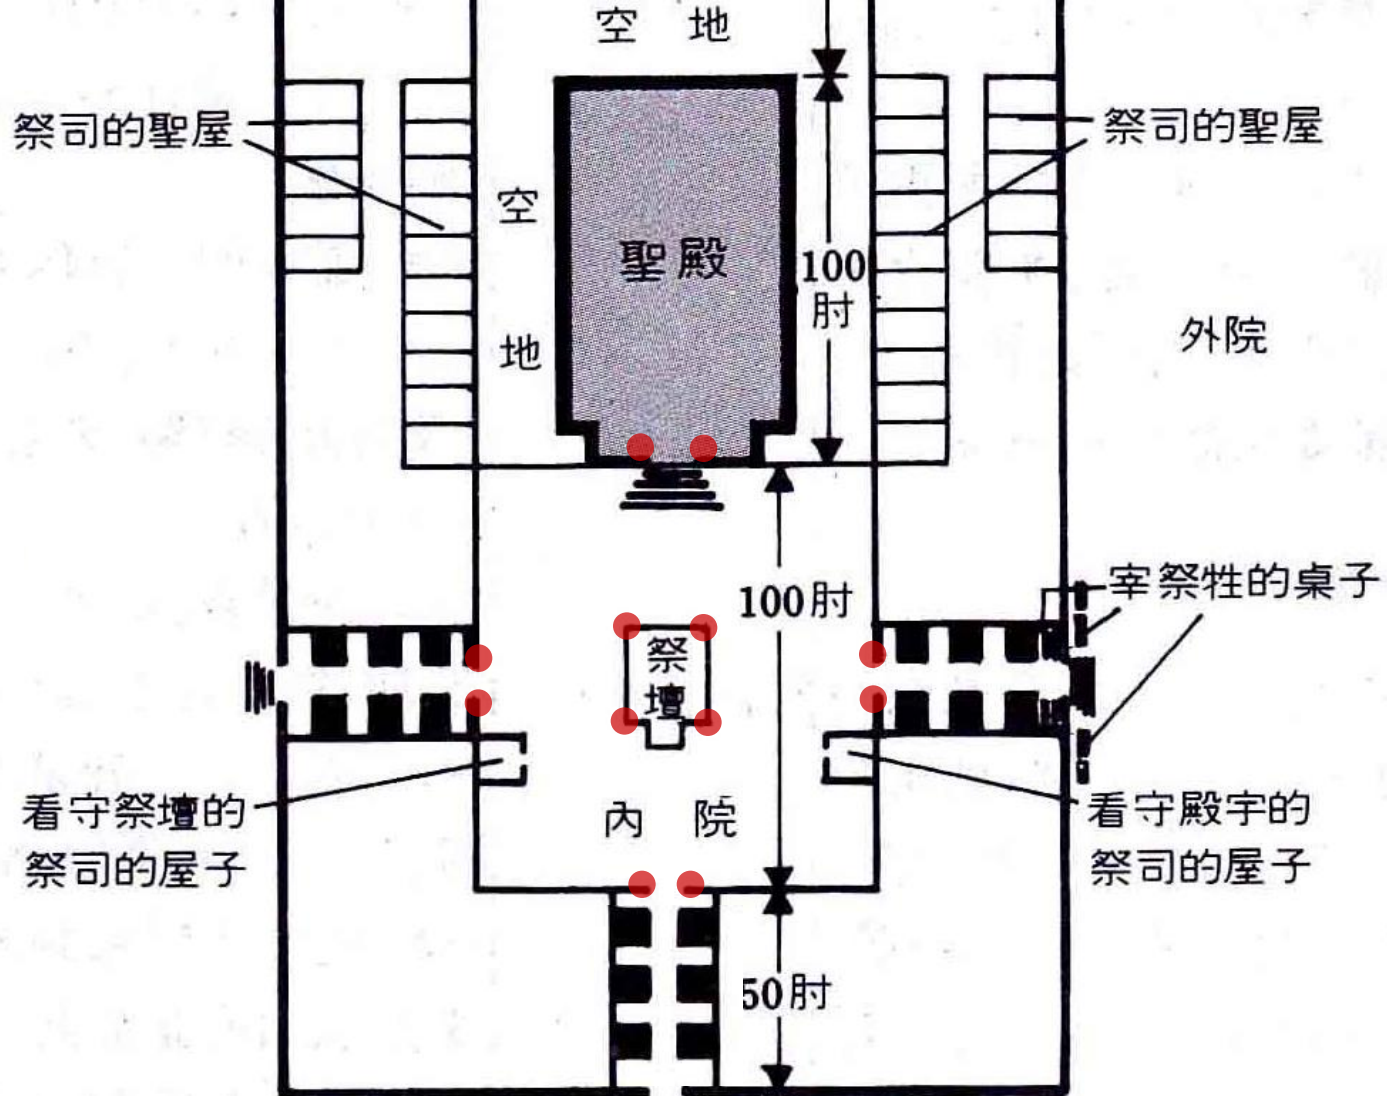 空 地
祭司的聖屋
祭司的聖屋
空
地
聖殿
100
肘
外院
100肘
宰祭牲的桌子
祭
壇
看守祭壇的
祭司的屋子
內 院
看守殿宇的
祭司的屋子
50肘